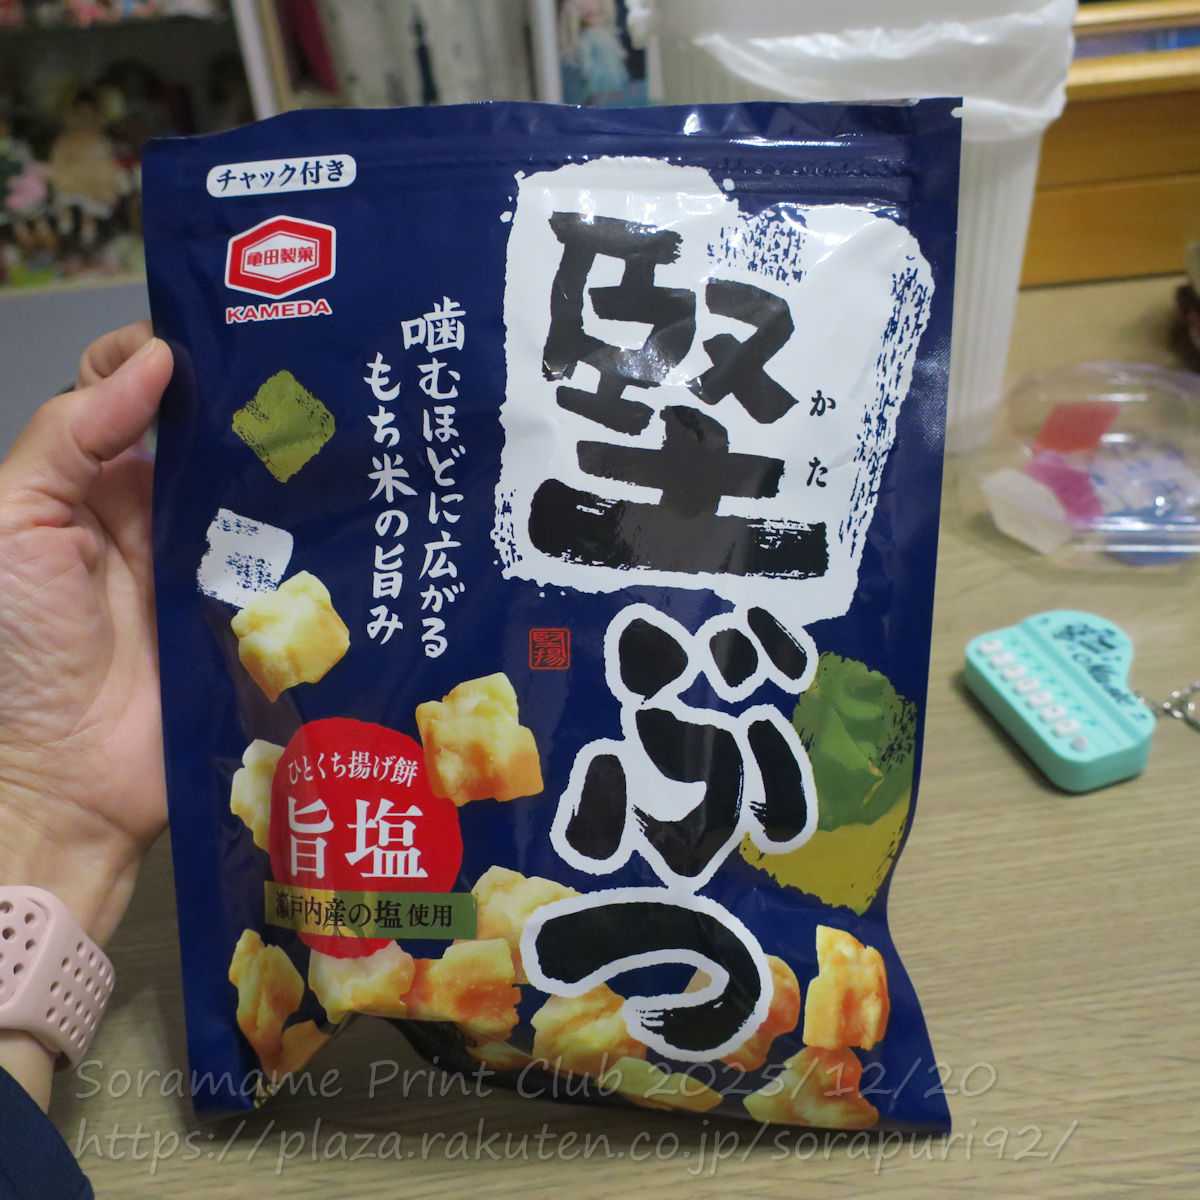 チャック付き
亀田製菓
KAMEDA
堅
かた
ぶつ
噛むほどに広がる
もち米の旨み
堅揚
ひとくち揚げ餅
旨塩
瀬戸内産の塩使用
Soramame Print Club 2025/12/20
https://plaza.rakuten.co.jp/sorapuri92/